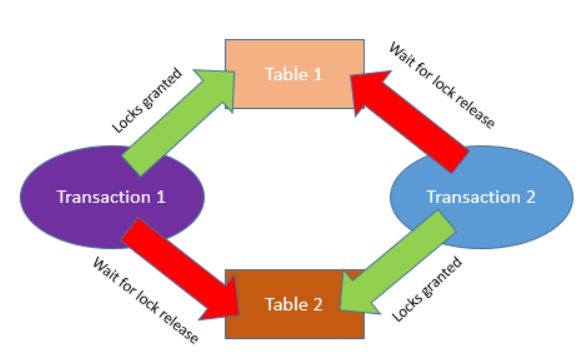 Table 1
Locks granted
Wait for lock release
Transaction 1
Transaction 2
Wait for lock release
Locks granted
Table 2